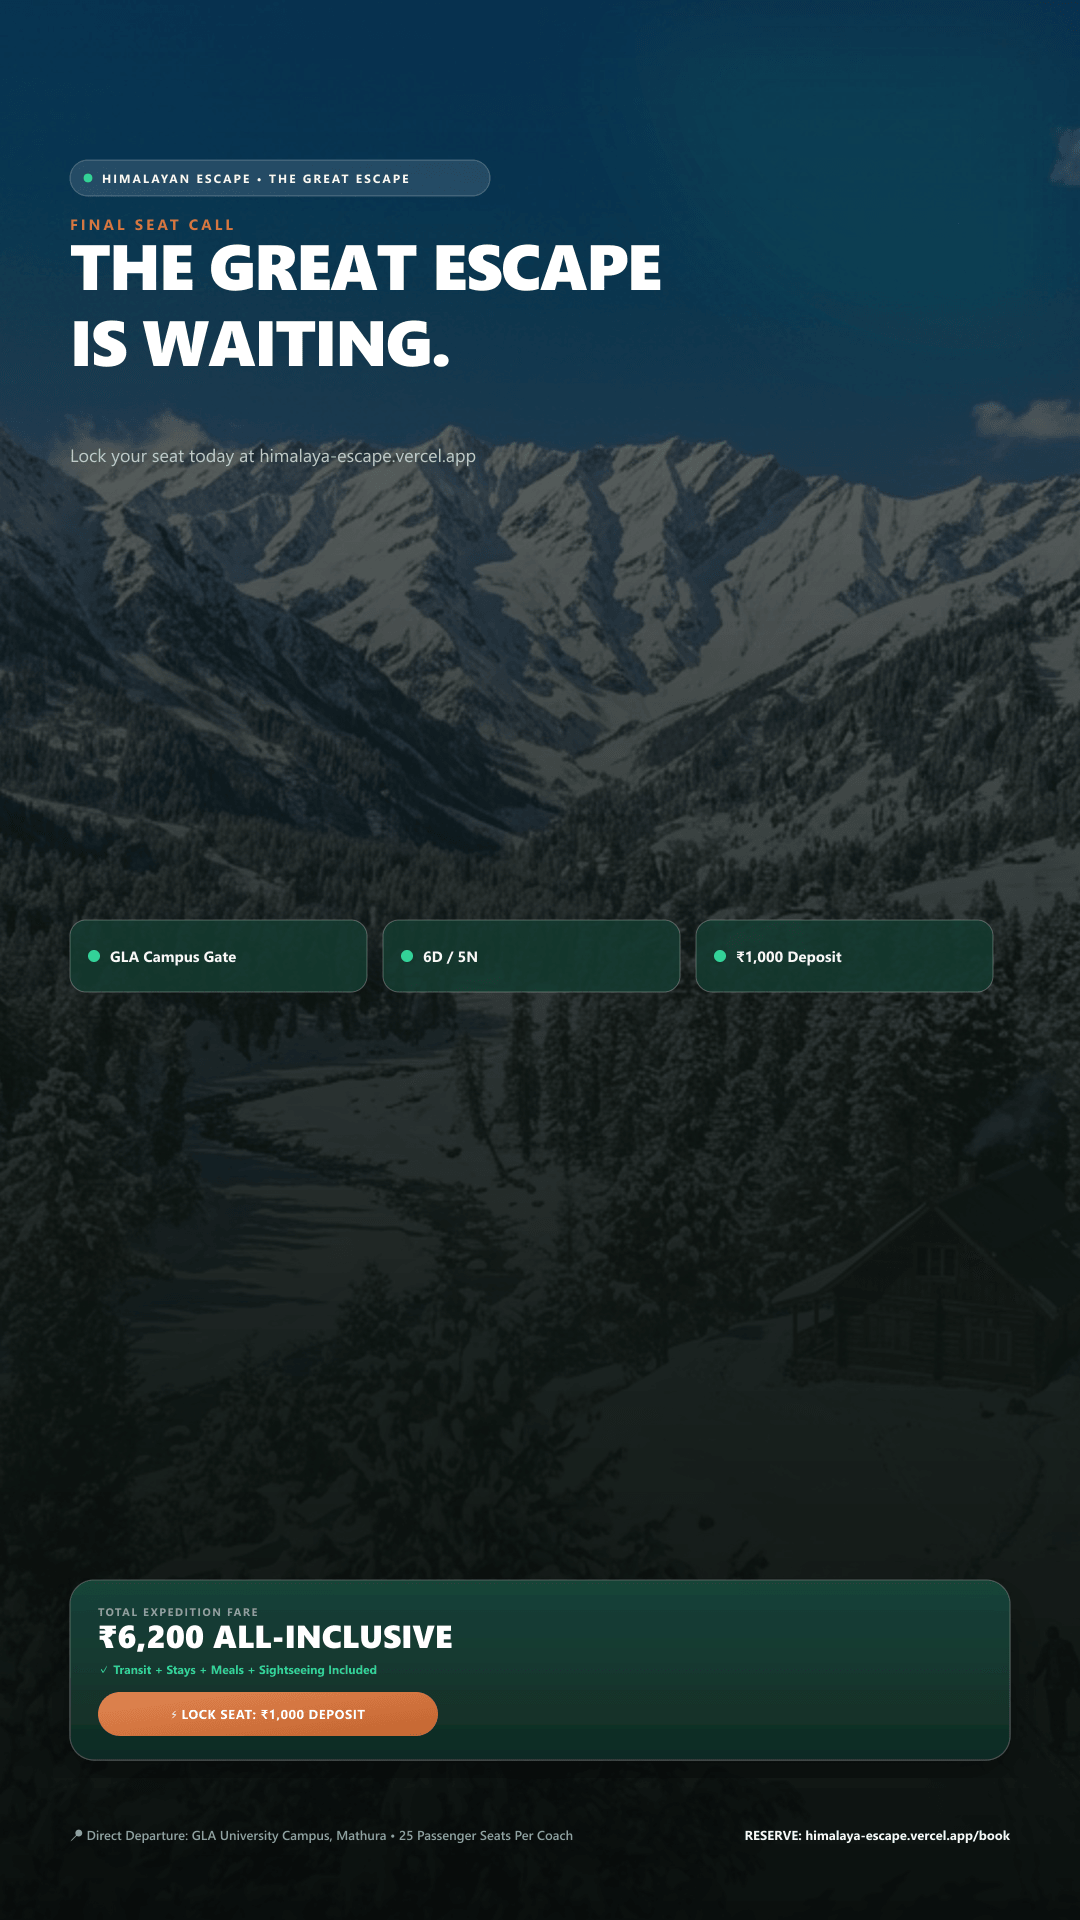 HIMALAYAN ESCAPE • THE GREAT ESCAPE
FINAL SEAT CALL
THE GREAT ESCAPE
IS WAITING.
Lock your seat today at himalaya-escape.vercel.app
GLA Campus Gate
6D / 5N
₹1,000 Deposit
TOTAL EXPEDITION FARE
₹6,200 ALL-INCLUSIVE
✓ Transit + Stays + Meals + Sightseeing Included
⚡ LOCK SEAT: ₹1,000 DEPOSIT
📍 Direct Departure: GLA University Campus, Mathura • 25 Passenger Seats Per Coach
RESERVE: himalaya-escape.vercel.app/book